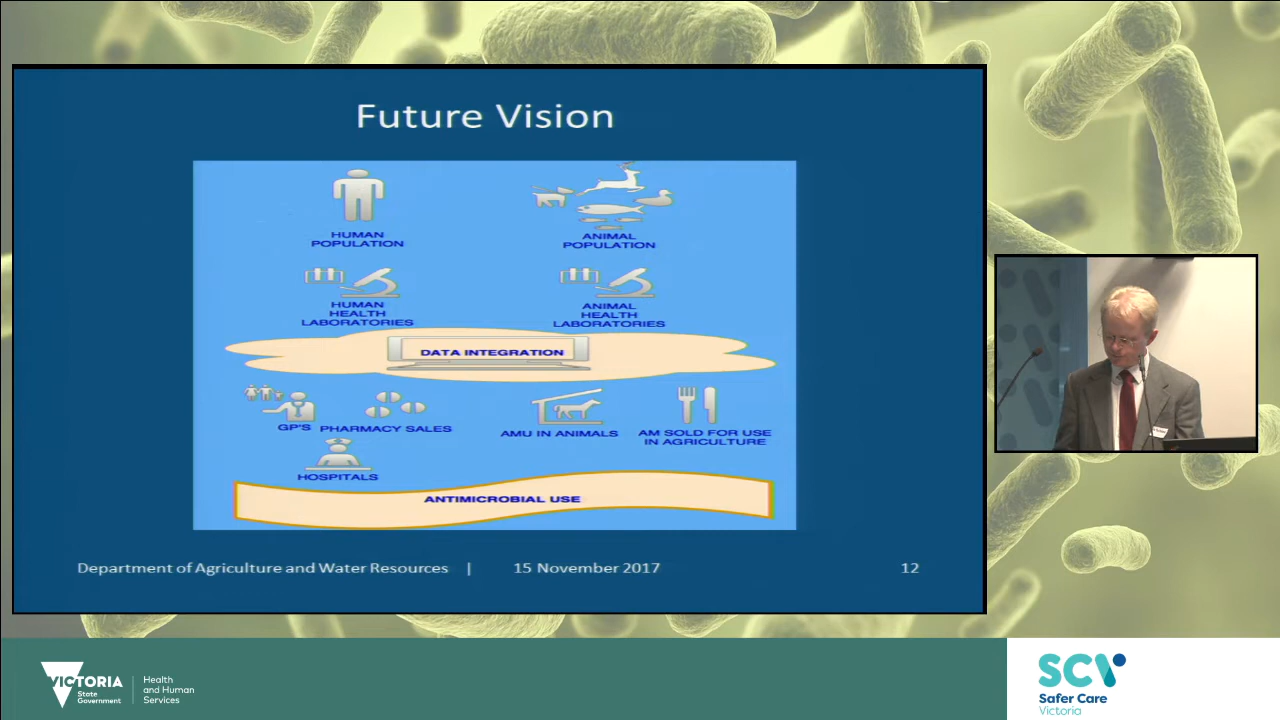 Future Vision
HUMAN
POPULATION
ANIMAL
POPULATION
HUMAN
HEALTH
LABORATORIES
ANIMAL
HEALTH
LABORATORIES
DATA INTEGRATION
GP'S
PHARMACY SALES
AMU IN ANIMALS
AM SOLD FOR USE
IN AGRICULTURE
HOSPITALS
ANTIMICROBIAL USE
Department of Agriculture and Water Resources | 15 November 2017 12
VICTORIA
State
Government
Health
and Human
Services
SCV
Safer Care
Victoria